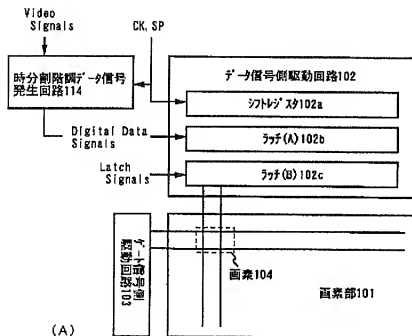 Video
Signals
CK, SP
時分割階調データ信号
発生回路114
データ信号側駆動回路102
シフトレジスタ102a
Digital Data
Signals
ラッチ(A)102b
Latch
Signals
ラッチ(B)102c
ゲート信号側
駆動回路103
画素104
画素部101
(A)